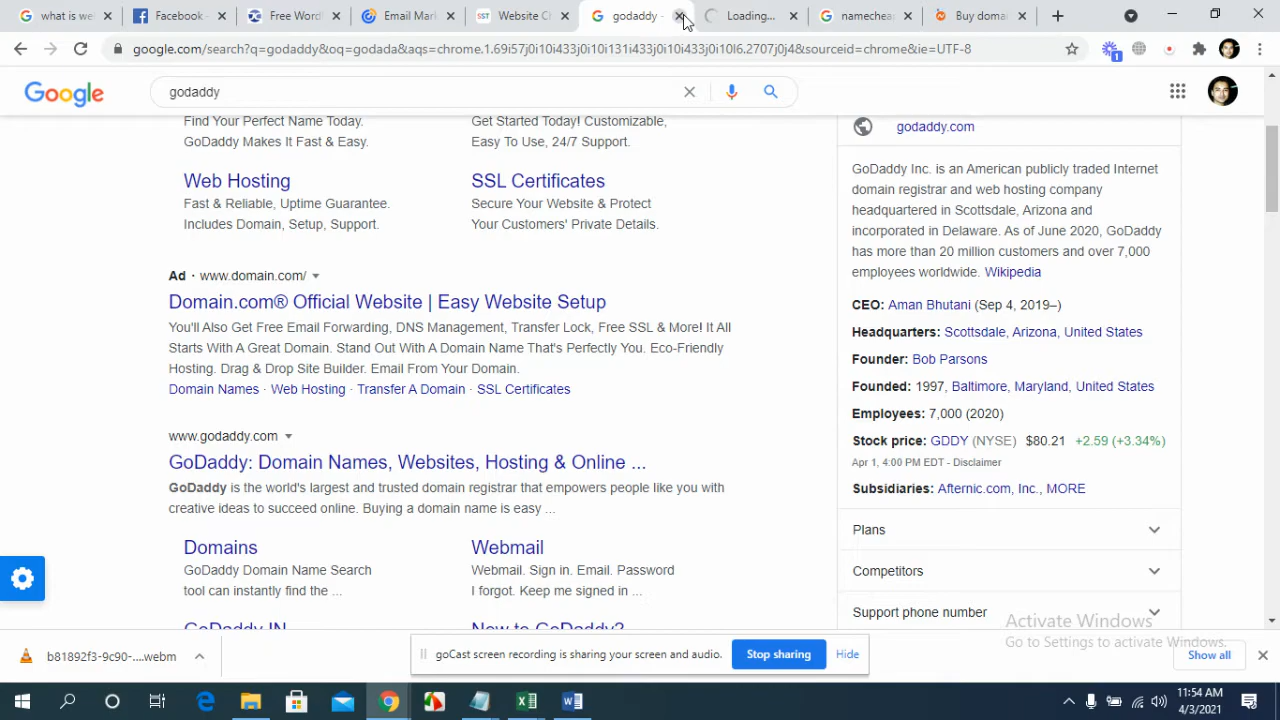 what is we
Facebook -
Free Word
Email Mark
Website Ch
godaddy -
Loading...
namecheap
Buy doma
google.com/search?q=godaddy&oq=godada&aqs=chrome.1.69i57j0i10i433j0i10i131i433j0i10i433j0i10l6.2707j0j4&sourceid=chrome&ie=UTF-8
1
Google
godaddy
Find Your Perfect Name Today.
GoDaddy Makes It Fast & Easy.
Get Started Today! Customizable,
Easy To Use, 24/7 Support.
Web Hosting
Fast & Reliable, Uptime Guarantee.
Includes Domain, Setup, Support.
SSL Certificates
Secure Your Website & Protect
Your Customers' Private Details.
Ad · www.domain.com/
Domain.com® Official Website | Easy Website Setup
You'll Also Get Free Email Forwarding, DNS Management, Transfer Lock, Free SSL & More! It All
Starts With A Great Domain. Stand Out With A Domain Name That's Perfectly You. Eco-Friendly
Hosting. Drag & Drop Site Builder. Email From Your Domain.
Domain Names · Web Hosting · Transfer A Domain · SSL Certificates
www.godaddy.com
GoDaddy: Domain Names, Websites, Hosting & Online ...
GoDaddy is the world's largest and trusted domain registrar that empowers people like you with
creative ideas to succeed online. Buying a domain name is easy ...
Domains
GoDaddy Domain Name Search
tool can instantly find the ...
Webmail
Webmail. Sign in. Email. Password
I forgot. Keep me signed in ...
GoDaddy IN
New to GoDaddy?
godaddy.com
GoDaddy Inc. is an American publicly traded Internet
domain registrar and web hosting company
headquartered in Scottsdale, Arizona and
incorporated in Delaware. As of June 2020, GoDaddy
has more than 20 million customers and over 7,000
employees worldwide. Wikipedia
CEO: Aman Bhutani (Sep 4, 2019–)
Headquarters: Scottsdale, Arizona, United States
Founder: Bob Parsons
Founded: 1997, Baltimore, Maryland, United States
Employees: 7,000 (2020)
Stock price: GDDY (NYSE) $80.21 +2.59 (+3.34%)
Apr 1, 4:00 PM EDT - Disclaimer
Subsidiaries: Afternic.com, Inc., MORE
Plans
Competitors
Support phone number
Activate Windows
Go to Settings to activate Windows.
b81892f3-9c90-....webm
goCast screen recording is sharing your screen and audio.
Stop sharing
Hide
Show all
11:54 AM
4/3/2021